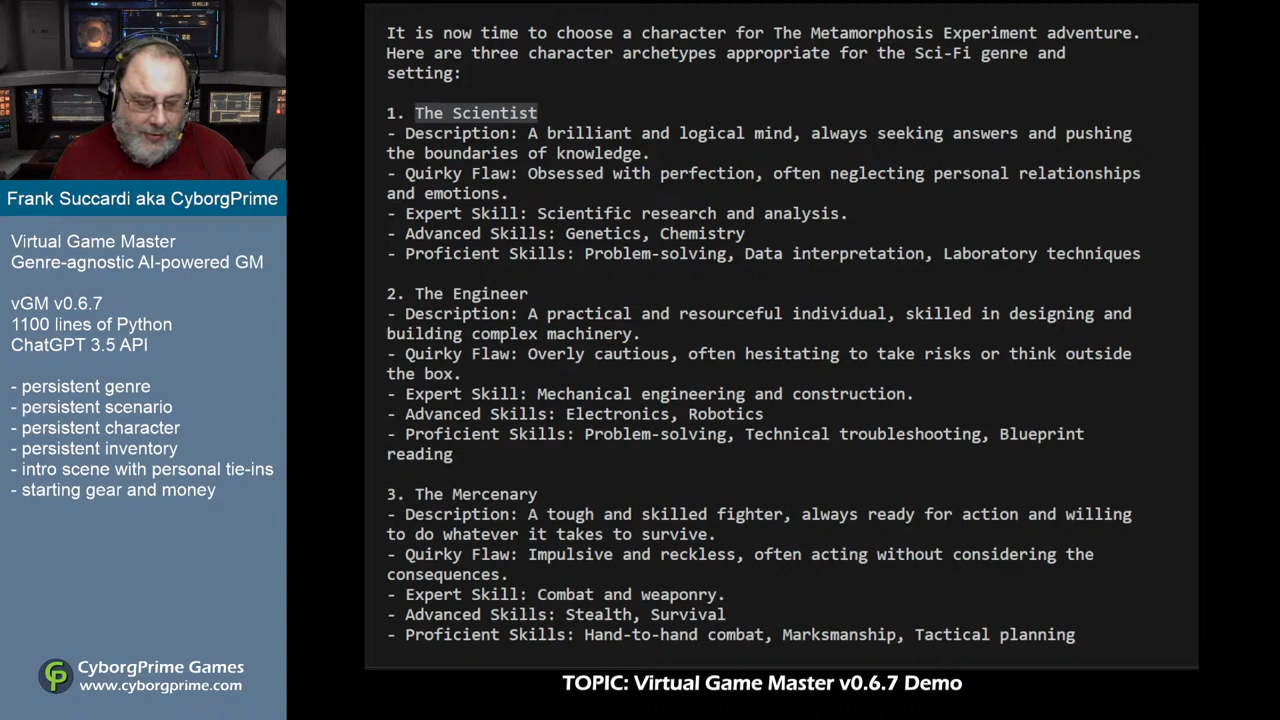 Frank Succardi aka CyborgPrime
Virtual Game Master
Genre-agnostic AI-powered GM
vGM v0.6.7
1100 lines of Python
ChatGPT 3.5 API
- persistent genre
- persistent scenario
- persistent character
- persistent inventory
- intro scene with personal tie-ins
- starting gear and money
CP
CyborgPrime Games
www.cyborgprime.com
It is now time to choose a character for The Metamorphosis Experiment adventure.
Here are three character archetypes appropriate for the Sci-Fi genre and
setting:
1. The Scientist
- Description: A brilliant and logical mind, always seeking answers and pushing
the boundaries of knowledge.
- Quirky Flaw: Obsessed with perfection, often neglecting personal relationships
and emotions.
- Expert Skill: Scientific research and analysis.
- Advanced Skills: Genetics, Chemistry
- Proficient Skills: Problem-solving, Data interpretation, Laboratory techniques
2. The Engineer
- Description: A practical and resourceful individual, skilled in designing and
building complex machinery.
- Quirky Flaw: Overly cautious, often hesitating to take risks or think outside
the box.
- Expert Skill: Mechanical engineering and construction.
- Advanced Skills: Electronics, Robotics
- Proficient Skills: Problem-solving, Technical troubleshooting, Blueprint
reading
3. The Mercenary
- Description: A tough and skilled fighter, always ready for action and willing
to do whatever it takes to survive.
- Quirky Flaw: Impulsive and reckless, often acting without considering the
consequences.
- Expert Skill: Combat and weaponry.
- Advanced Skills: Stealth, Survival
- Proficient Skills: Hand-to-hand combat, Marksmanship, Tactical planning
TOPIC: Virtual Game Master v0.6.7 Demo